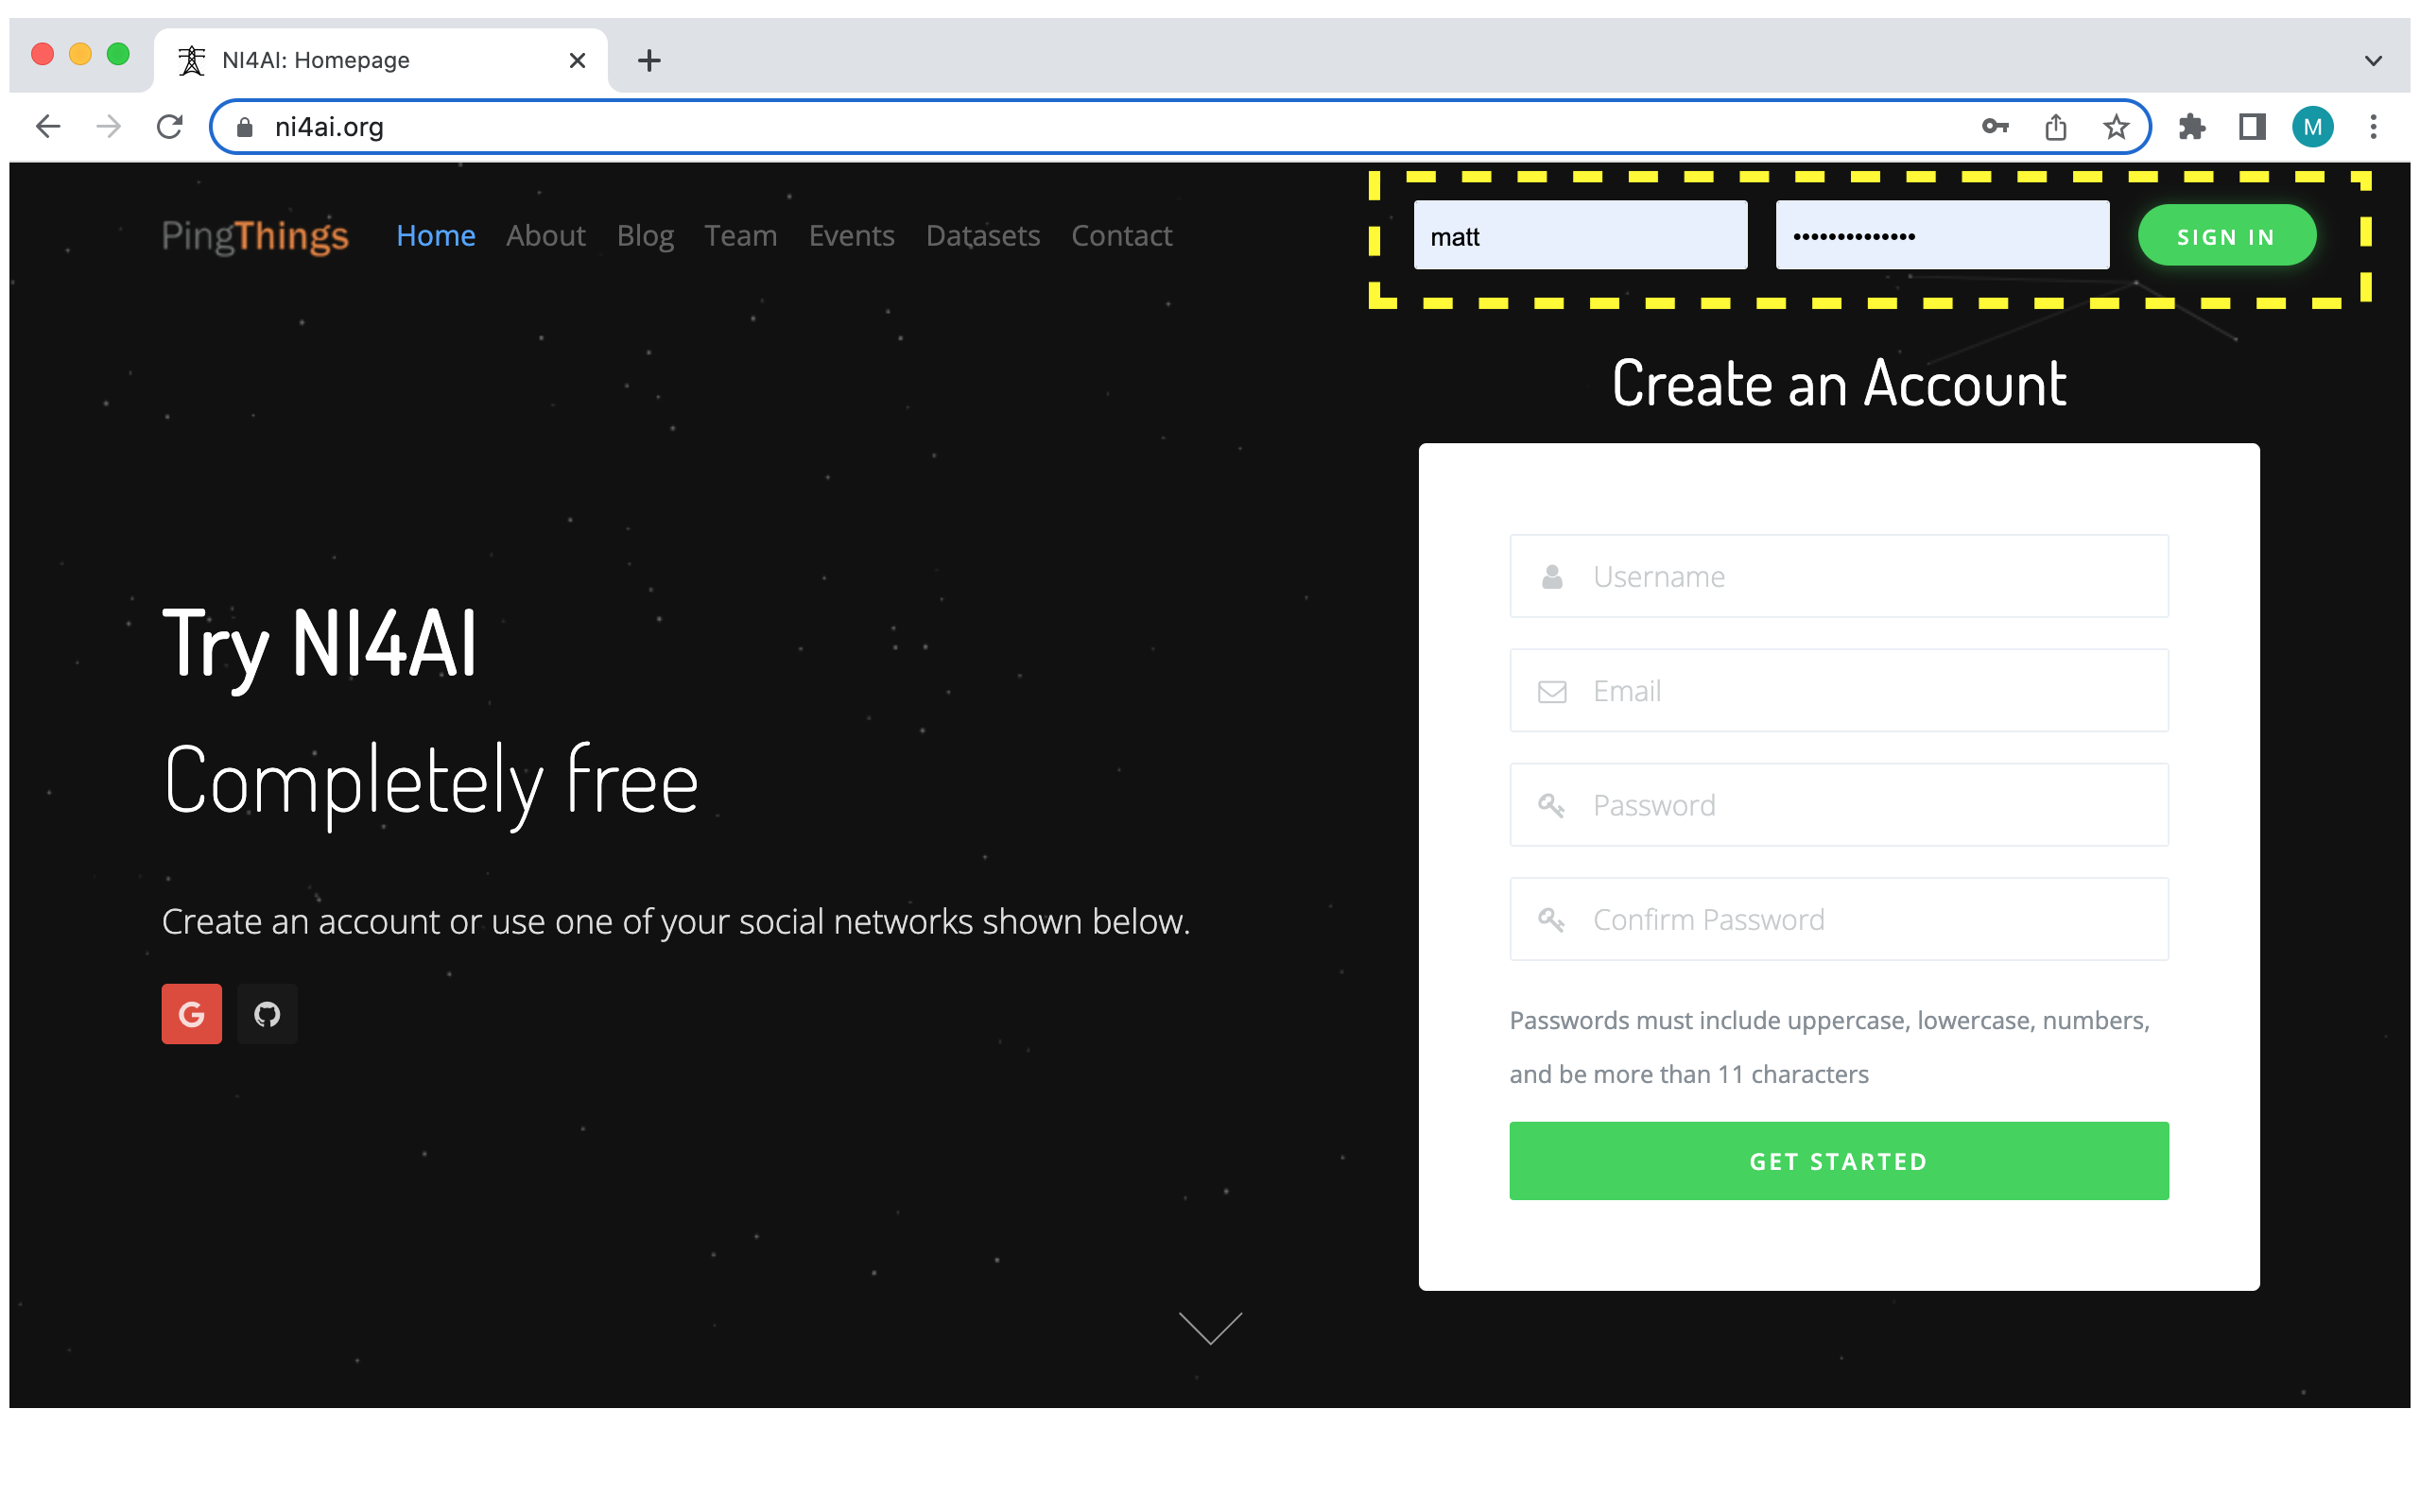 NI4AI: Homepage
ni4ai.org
M
PingThings Home About Blog Team Events Datasets Contact
matt
••••••••••••••
SIGN IN
Create an Account
Username
Email
Password
Confirm Password
Passwords must include uppercase, lowercase, numbers,
and be more than 11 characters
GET STARTED
Try NI4AI
Completely free
Create an account or use one of your social networks shown below.
G